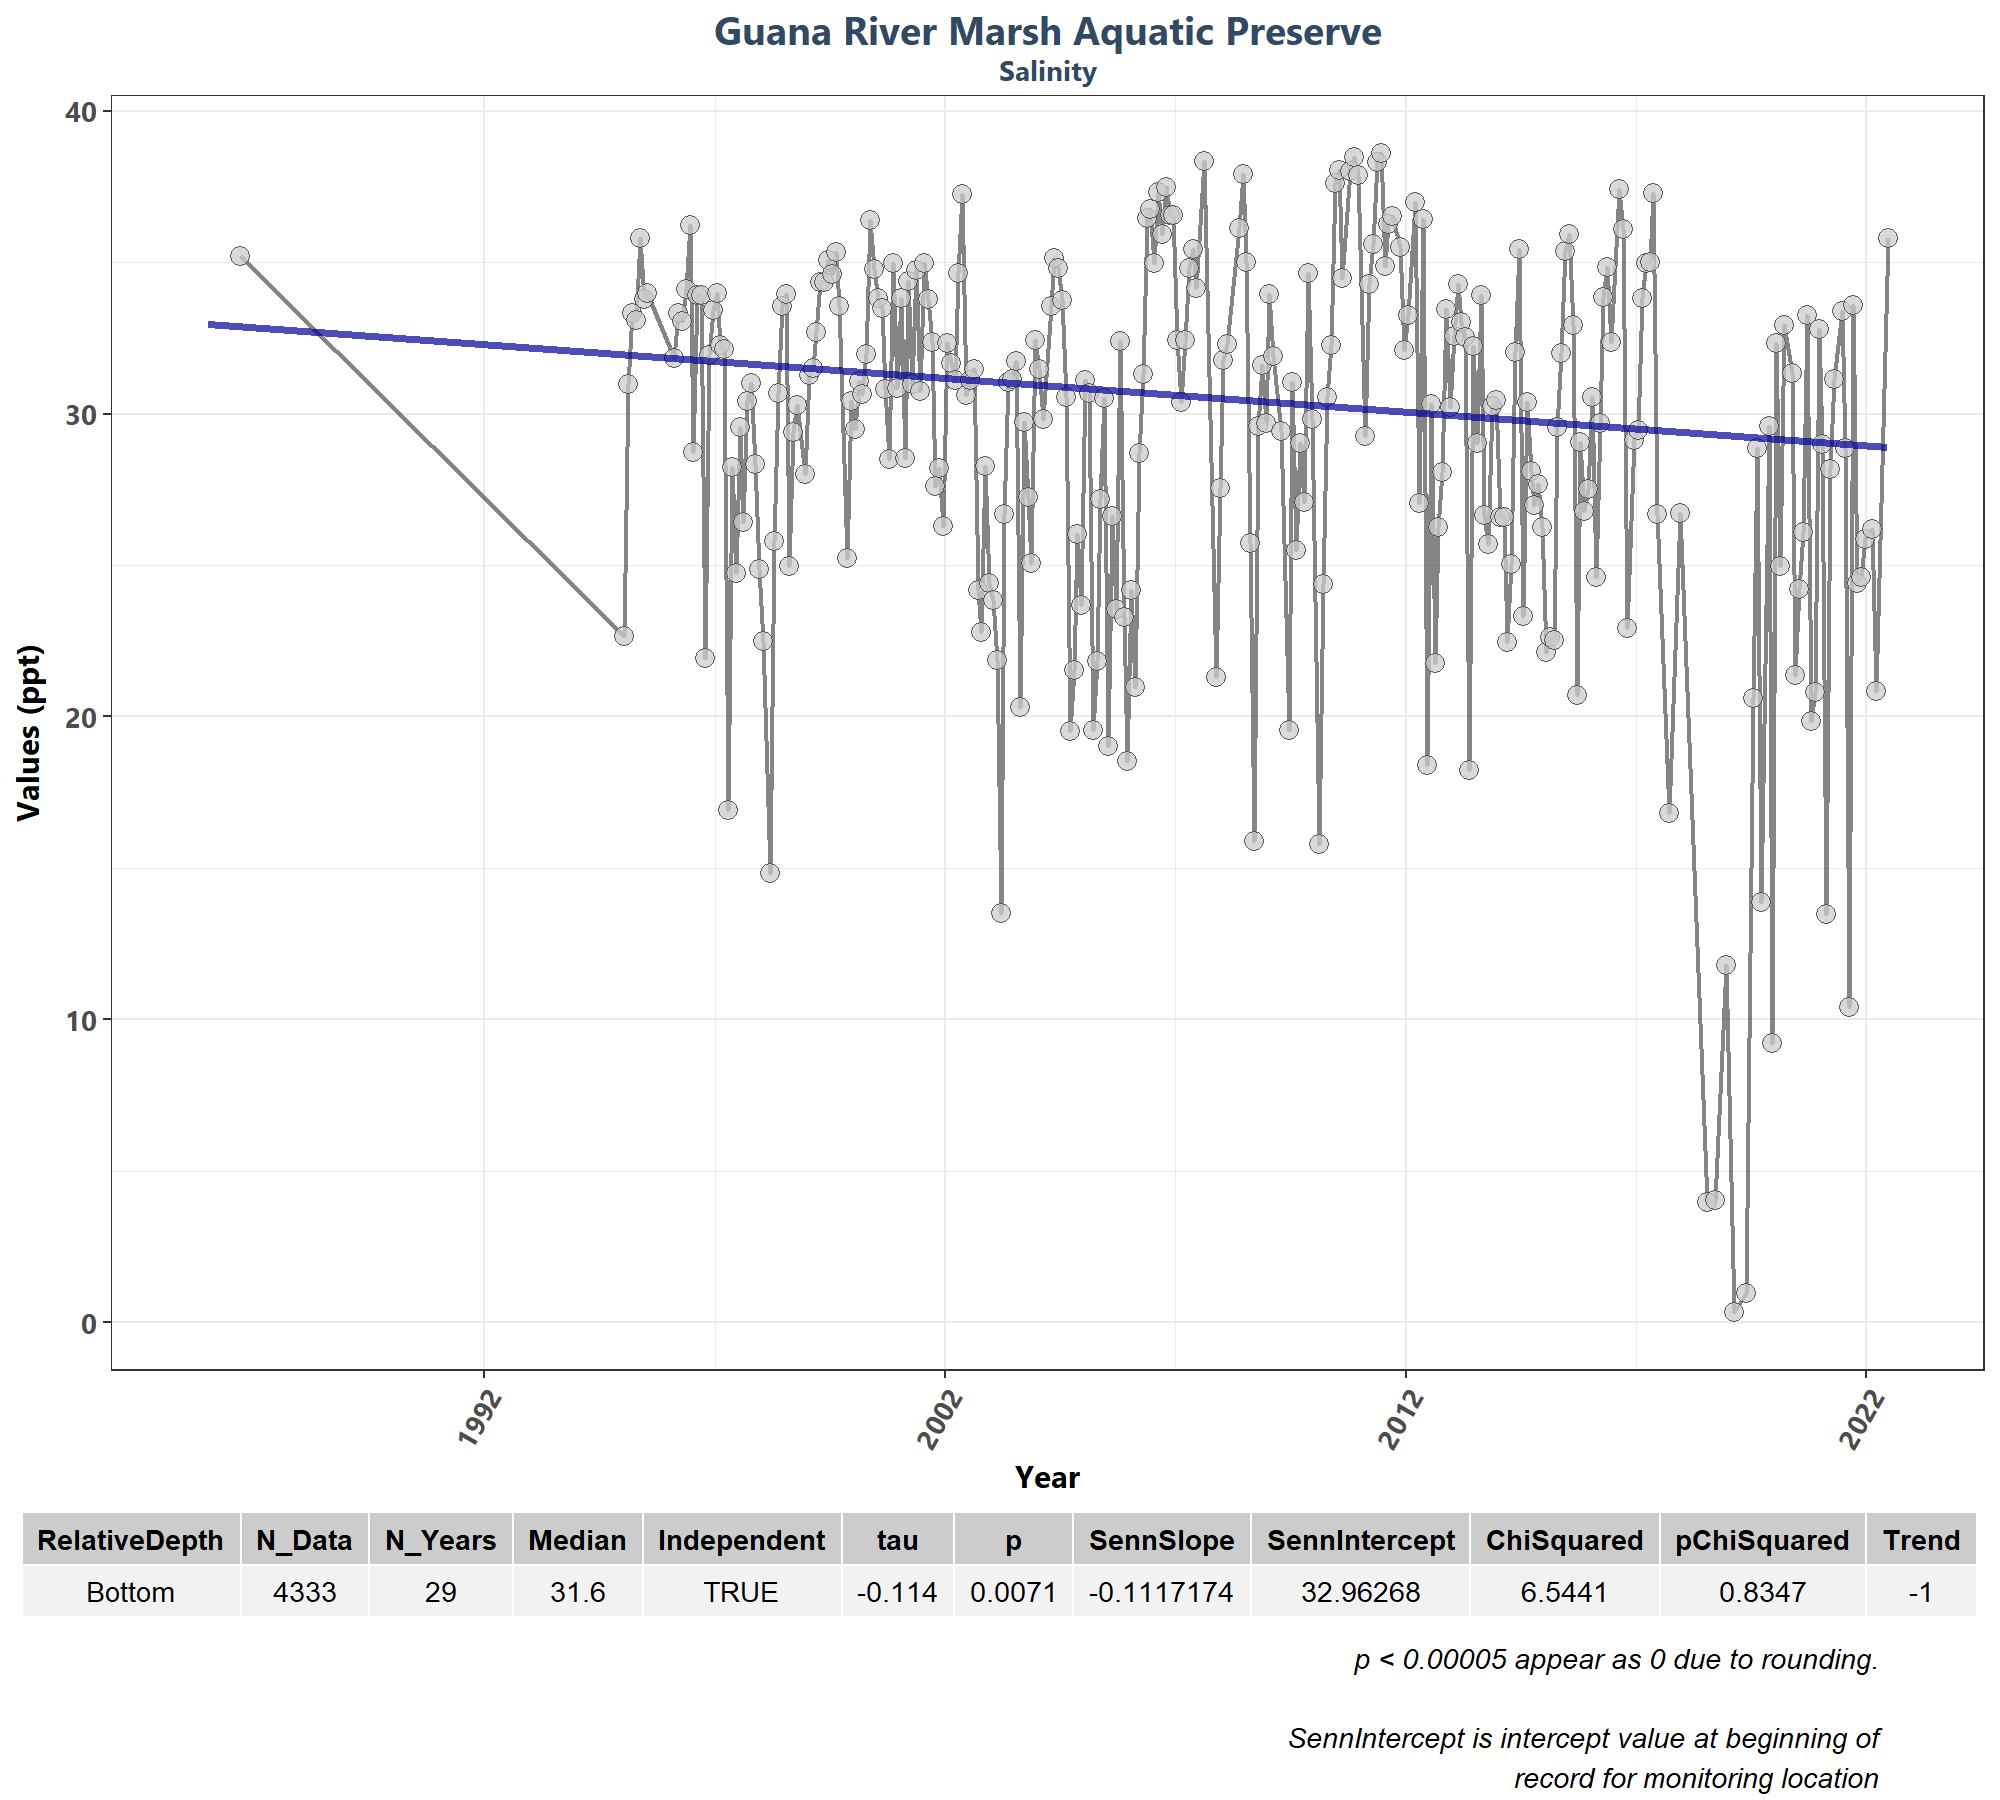 Guana River Marsh Aquatic Preserve
Salinity
Values (ppt)
40
30
20
10
0
1992 2002 2012 2022
Year
RelativeDepth N_Data N_Years Median Independent tau p SennSlope SennIntercept ChiSquared pChiSquared Trend
Bottom 4333 29 31.6 TRUE -0.114 0.0071 -0.1117174 32.96268 6.5441 0.8347 -1
p < 0.00005 appear as 0 due to rounding.
SennIntercept is intercept value at beginning of
record for monitoring location